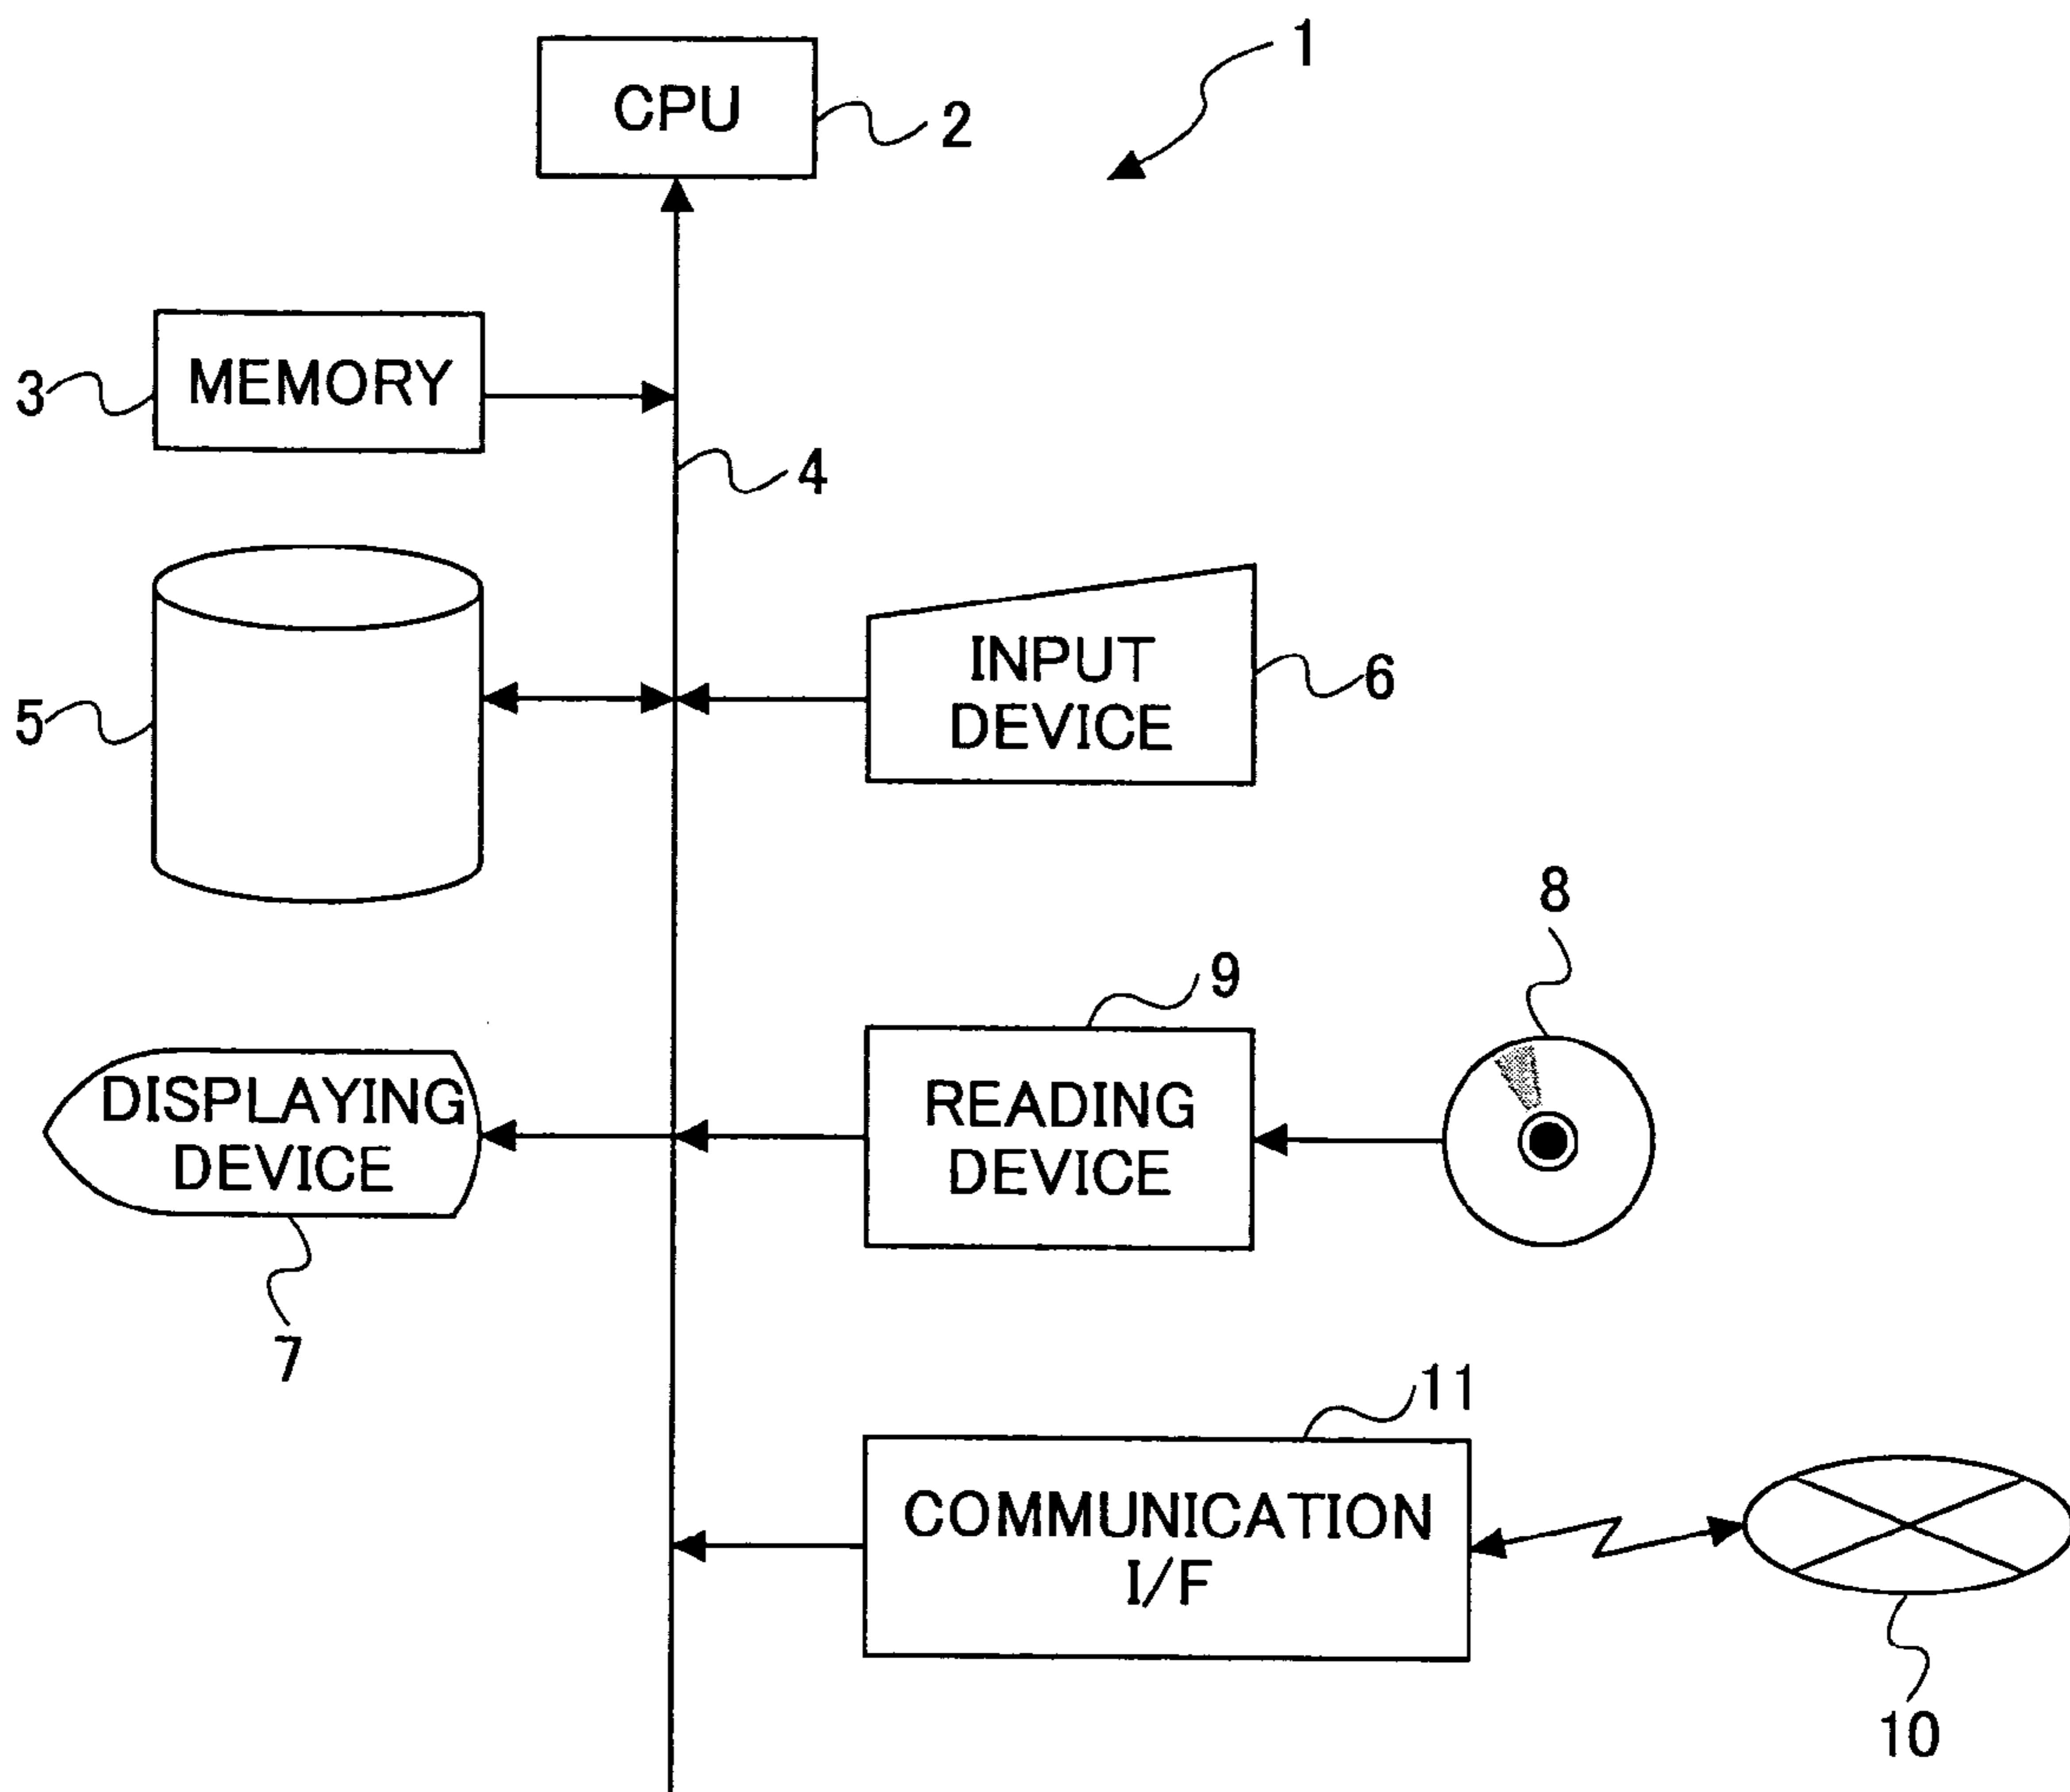 1
CPU
2
3
MEMORY
4
5
INPUT
DEVICE
6
8
9
DISPLAYING
DEVICE
READING
DEVICE
7
11
COMMUNICATION
I/F
10